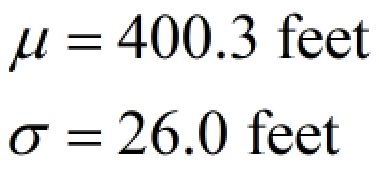 μ = 400.3 feet
σ = 26.0 feet